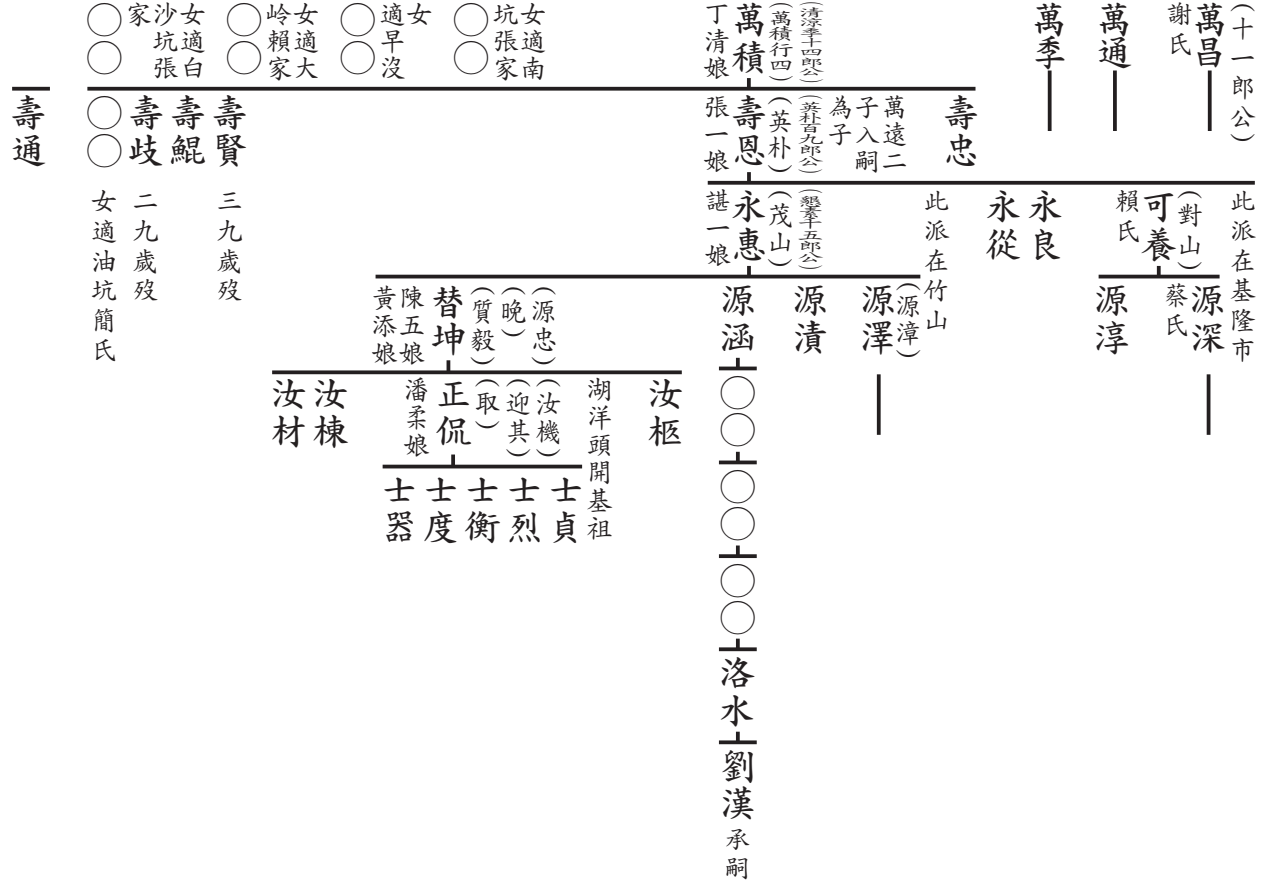 (十一郎公)
萬昌
謝氏
萬通
萬季
(清涼季十四郎公)
(萬積行四)
萬積
丁清娘
○○
女適南
坑張家
○○
女
適早沒
○○
女適大
岭賴家
○○
女適白
沙坑張
家
壽忠
萬遠二
子入嗣
為子
(英朴百九郎公)
(英朴)
壽恩
張一娘
壽賢
三九歲歿
壽鯤
壽歧
二九歲歿
○○
女適油坑簡氏
壽通
此派在基隆市
(對山)
可養
賴氏
永良
永從
此派在竹山
(茂山)
永惠
諶一娘
源深
蔡氏
源淳
(源漳)
源澤
源漬
源涵
(源忠)
(晚)
(質毅)
替坤
陳五娘
黃添娘
○○
○○
○○
洛水
劉漢
承嗣
汝柩
湖洋頭開基祖
(汝機)
(迎其)
(取)
正侃
潘柔娘
汝棟
汝材
士貞
士烈
士衡
士度
士器